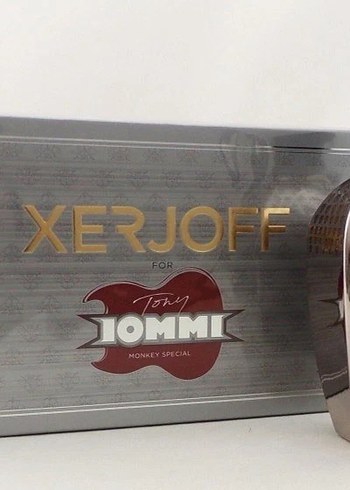 XERJOFF
FOR
Tony
IOMMI
MONKEY SPECIAL